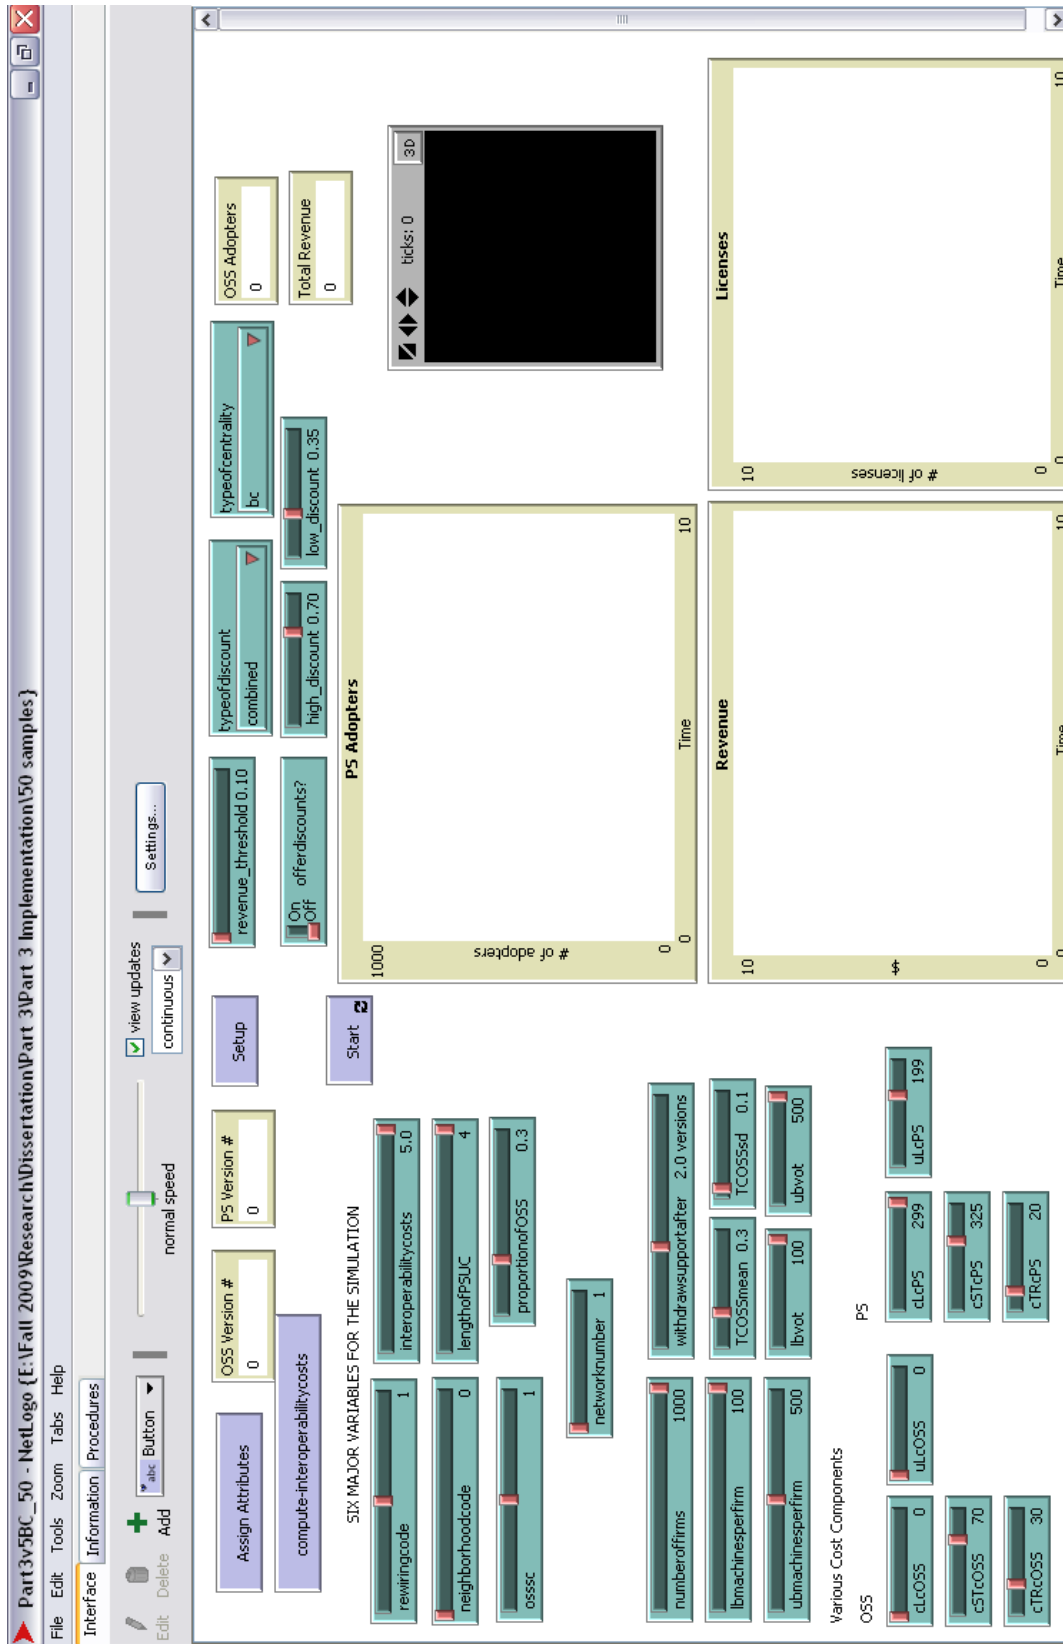 Part3v5BC_50 - NetLogo {E:\Fall 2009\Research\Dissertation\Part 3\Part 3 Implementation\50 samples}
File Edit Tools Zoom Tabs Help
Interface Information Procedures
Edit Delete Add
abc Button
normal speed
view updates
continuous
Settings...
Assign Attributes
OSS Version #
0
PS Version #
0
Setup
compute-interoperabilitycosts
Start
revenue_threshold 0.10
On
Off
offerdiscounts?
typeofdiscount
combined
typeofcentrality
bc
high_discount 0.70
low_discount 0.35
OSS Adopters
0
Total Revenue
0
SIX MAJOR VARIABLES FOR THE SIMULATION
rewiringcode 1
interoperabilitycosts 5.0
neighborhoodcode 0
lengthofPSUC 4
osssc 1
proportionofOSS 0.3
networknumber 1
numberoffirms 1000
withdrawsupportafter 2.0 versions
lbmachinesperfirm 100
TCOSSmean 0.3
TCOSSsd 0.1
ubmachinesperfirm 500
lbvot 100
ubvot 500
Various Cost Components
OSS
PS
cLcOSS 0
uLcOSS 0
cLcPS 299
uLcPS 199
cSTcOSS 70
cSTcPS 325
cTRcOSS 30
cTRcPS 20
PS Adopters
1000
# of adopters
0
0
Time
10
ticks: 0
3D
Revenue
10
$
0
0
Time
10
Licenses
10
# of licenses
0
0
Time
10